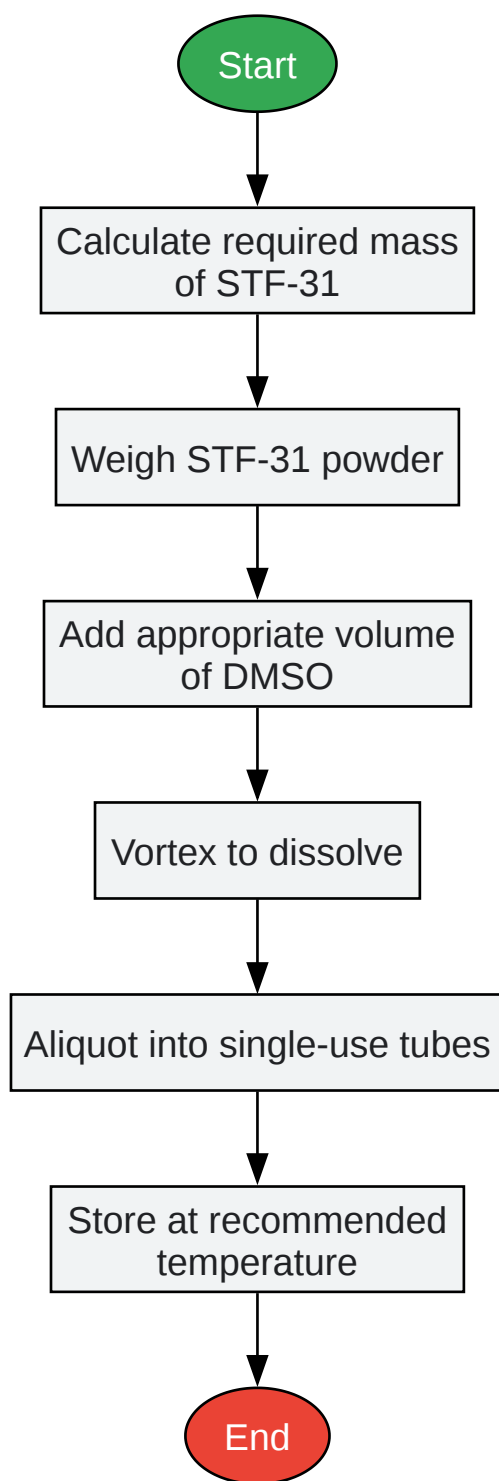 Start
Calculate required mass
of STF-31
Weigh STF-31 powder
Add appropriate volume
of DMSO
Vortex to dissolve
Aliquot into single-use tubes
Store at recommended
temperature
End